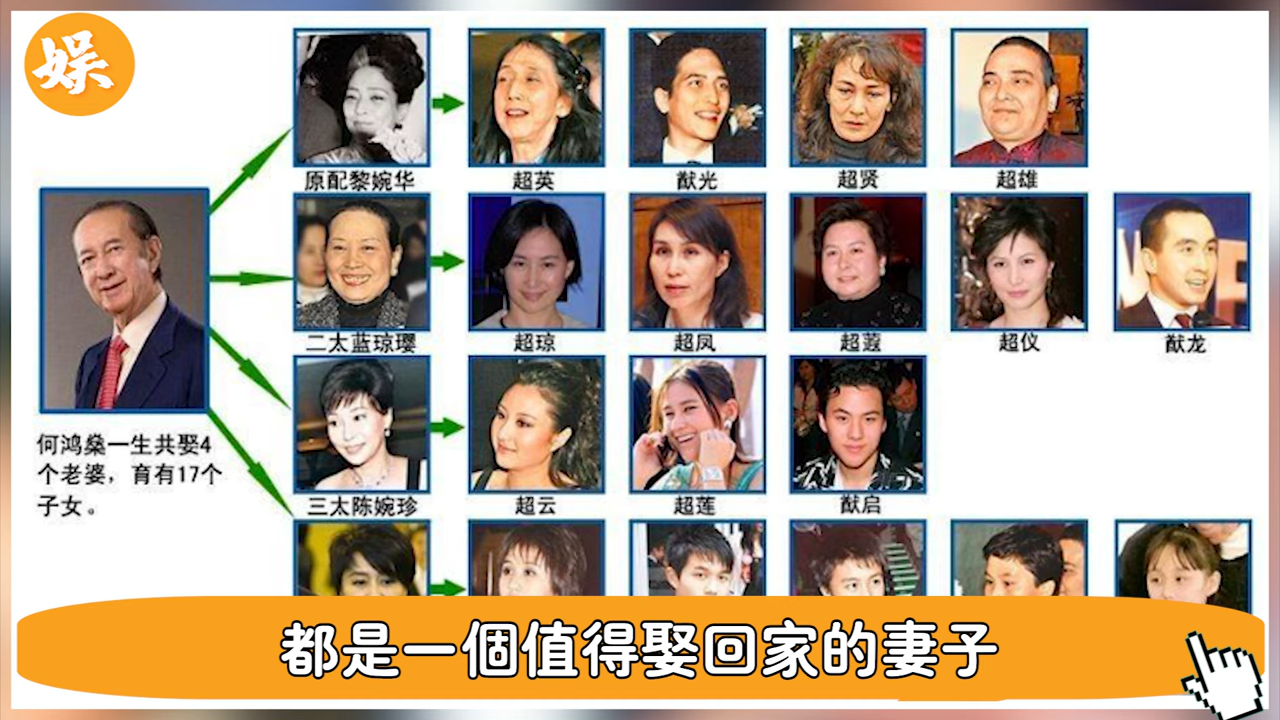 娱
原配黎婉华
超英
猷光
超贤
超雄
二太蓝琼璎
超琼
超凤
超蕸
超仪
猷龙
何鸿燊一生共娶4
个老婆，育有17个
子女。
三太陈婉珍
超云
超莲
猷启
都是一個值得娶回家的妻子